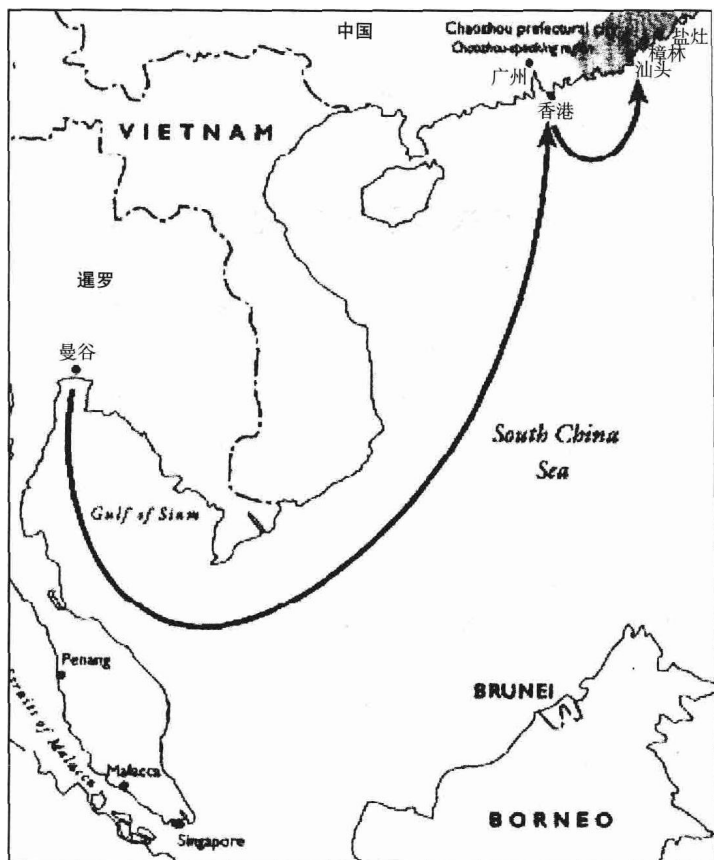 中国
Chaozhou prefectural
Chaozhou-speaking region
盐灶
樟林
汕头
广州
香港
VIETNAM
暹罗
曼谷
South China
Sea
Gulf of Siam
Penang
BRUNEI
of Malacca
Malacca
Singapore
BORNEO